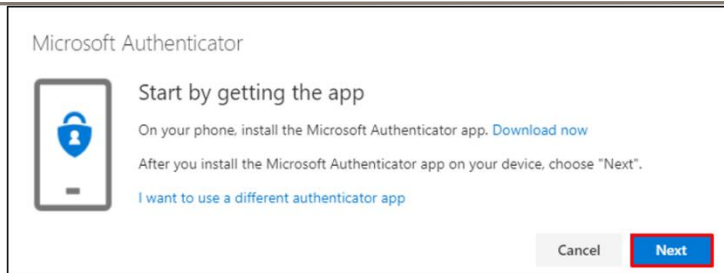 Microsoft Authenticator
Start by getting the app
On your phone, install the Microsoft Authenticator app. Download now
After you install the Microsoft Authenticator app on your device, choose "Next".
I want to use a different authenticator app
Cancel Next